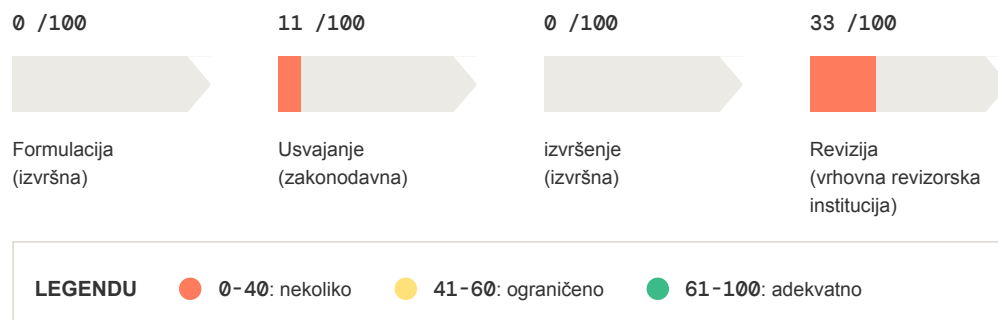 0 /100
11 /100
0 /100
33 /100
Formulacija
(izvršna)
Usvajanje
(zakonodavna)
izvršenje
(izvršna)
Revizija
(vrhovna revizorska
institucija)
LEGENDU
0-40: nekoliko
41-60: ograničeno
61-100: adekvatno